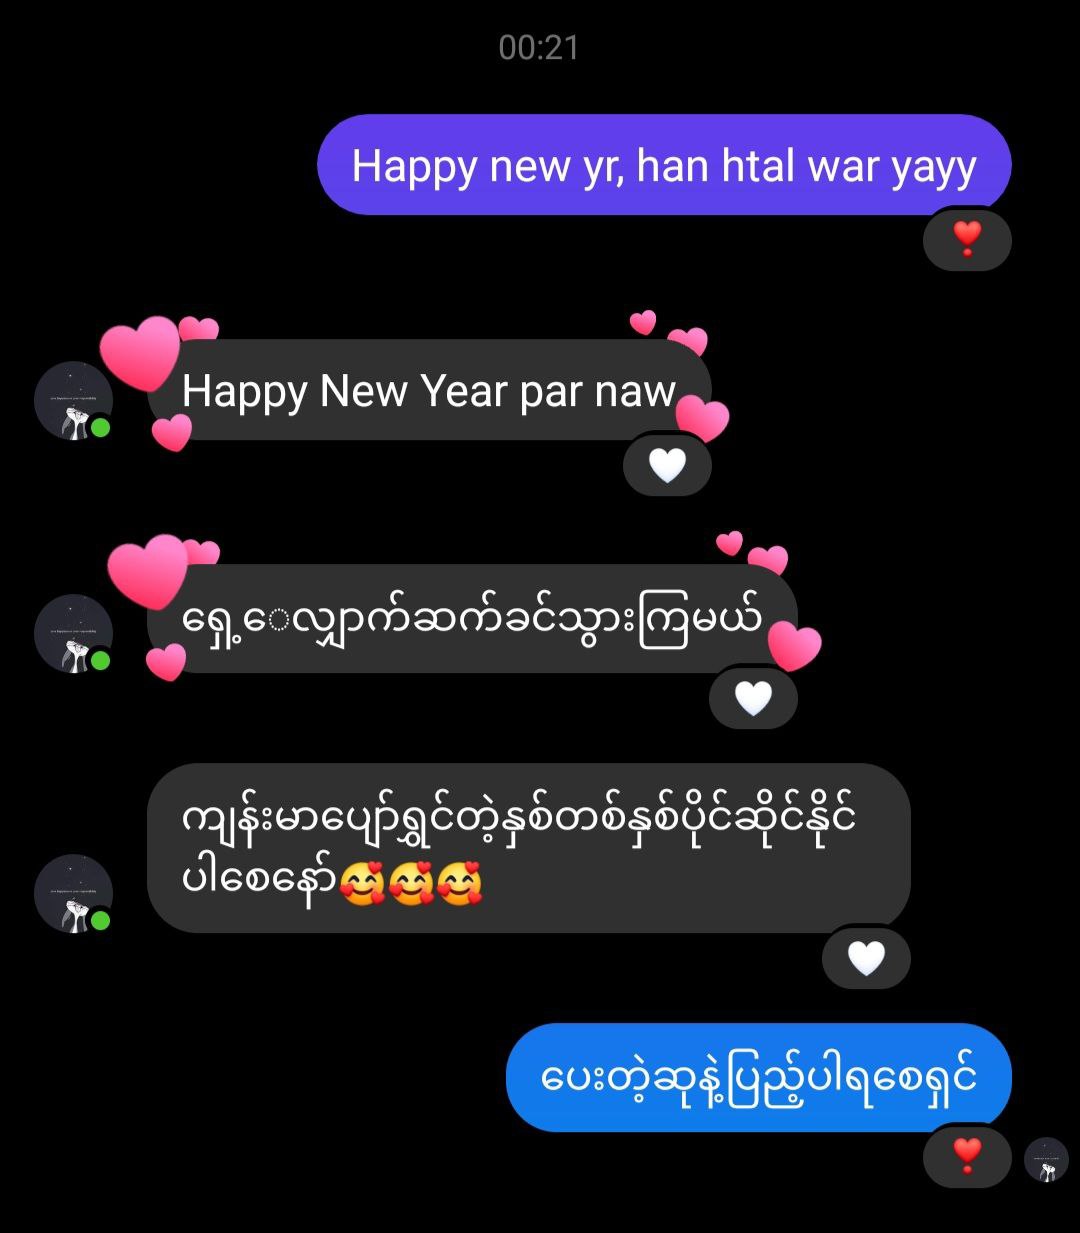 00:21
Happy new yr, han htal war yayy
Happy New Year par naw
ရှေ့ေလျှာက်ဆက်ခင်သွားကြမယ်
ကျန်းမာပျော်ရွှင်တဲ့နှစ်တစ်နှစ်ပိုင်ဆိုင်နိုင်
ပါစေနော်🥰🥰🥰
ပေးတဲ့ဆုနဲ့ပြည့်ပါရစေရှင်